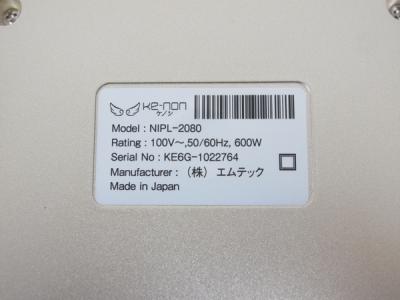 Ke-non
ケノン
Model : NIPL-2080
Rating : 100V~,50/60Hz, 600W
Serial No : KE6G-1022764
Manufacturer : （株） エムテック
Made in Japan